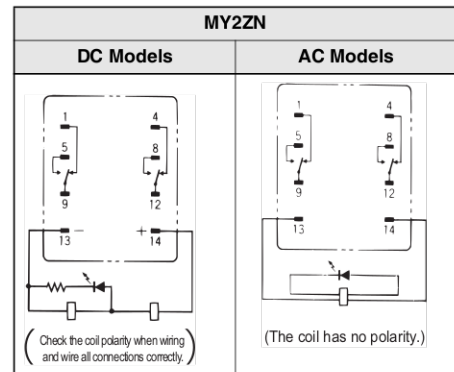 MY2ZN
DC Models
AC Models
1 4
5 8
9 12
13 − + 14
(Check the coil polarity when wiring
and wire all connections correctly.)
1 4
5 8
9 12
13 14
(The coil has no polarity.)